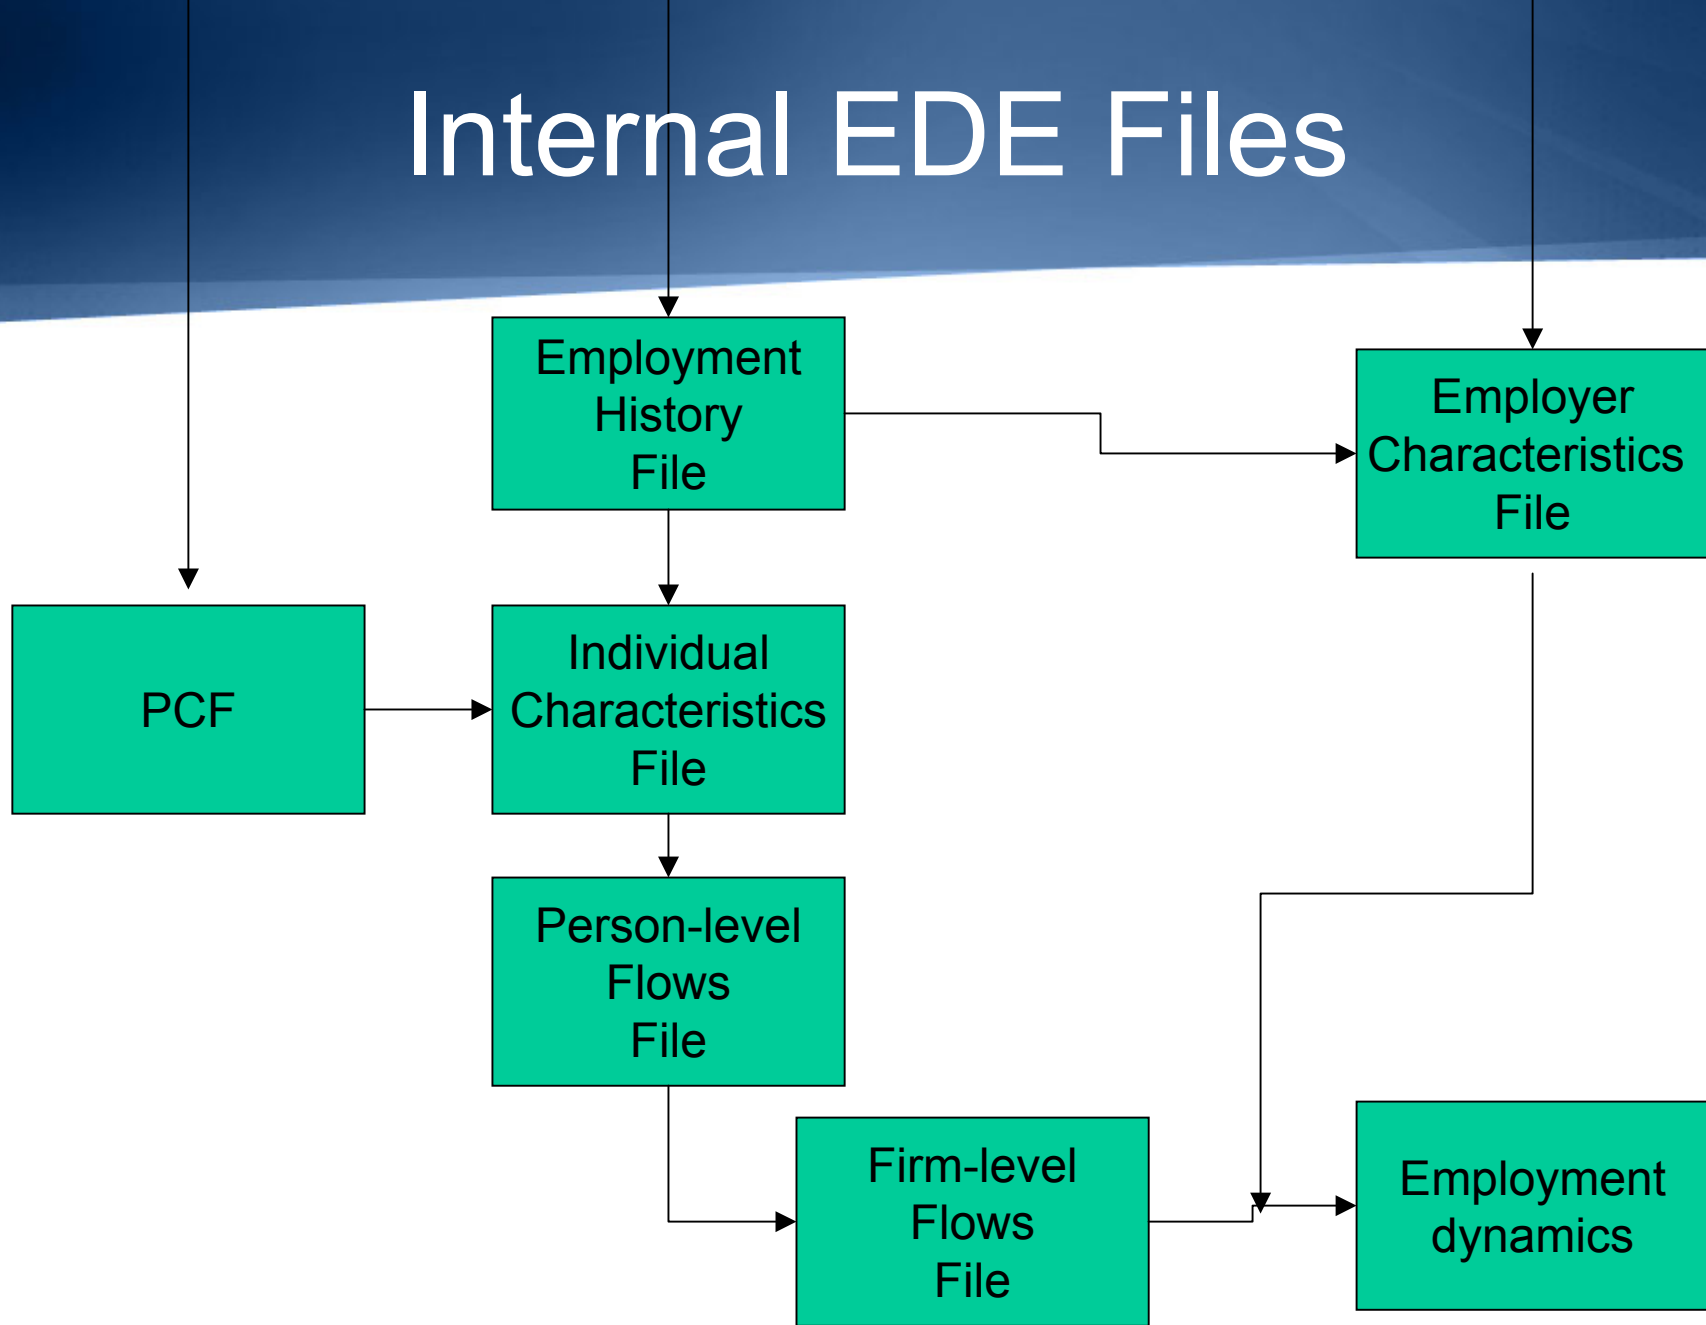 Internal EDE Files
Employment
History
File
Employer
Characteristics
File
PCF
Individual
Characteristics
File
Person-level
Flows
File
Firm-level
Flows
File
Employment
dynamics